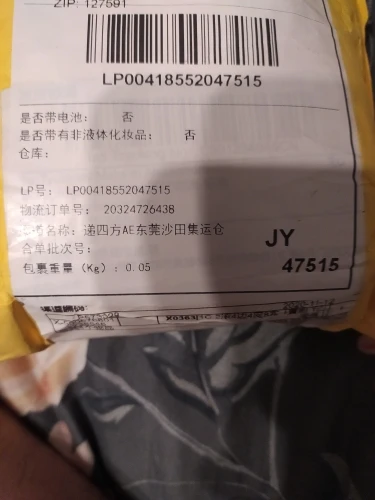 ZIP: 127591
LP00418552047515
是否带电池： 否
是否带有非液体化妆品： 否
仓库：
LP号： LP00418552047515
物流订单号： 20324726438
名称：递四方AE东莞沙田集运仓
合单批次号：
JY
包裹重量（Kg）：0.05
47515